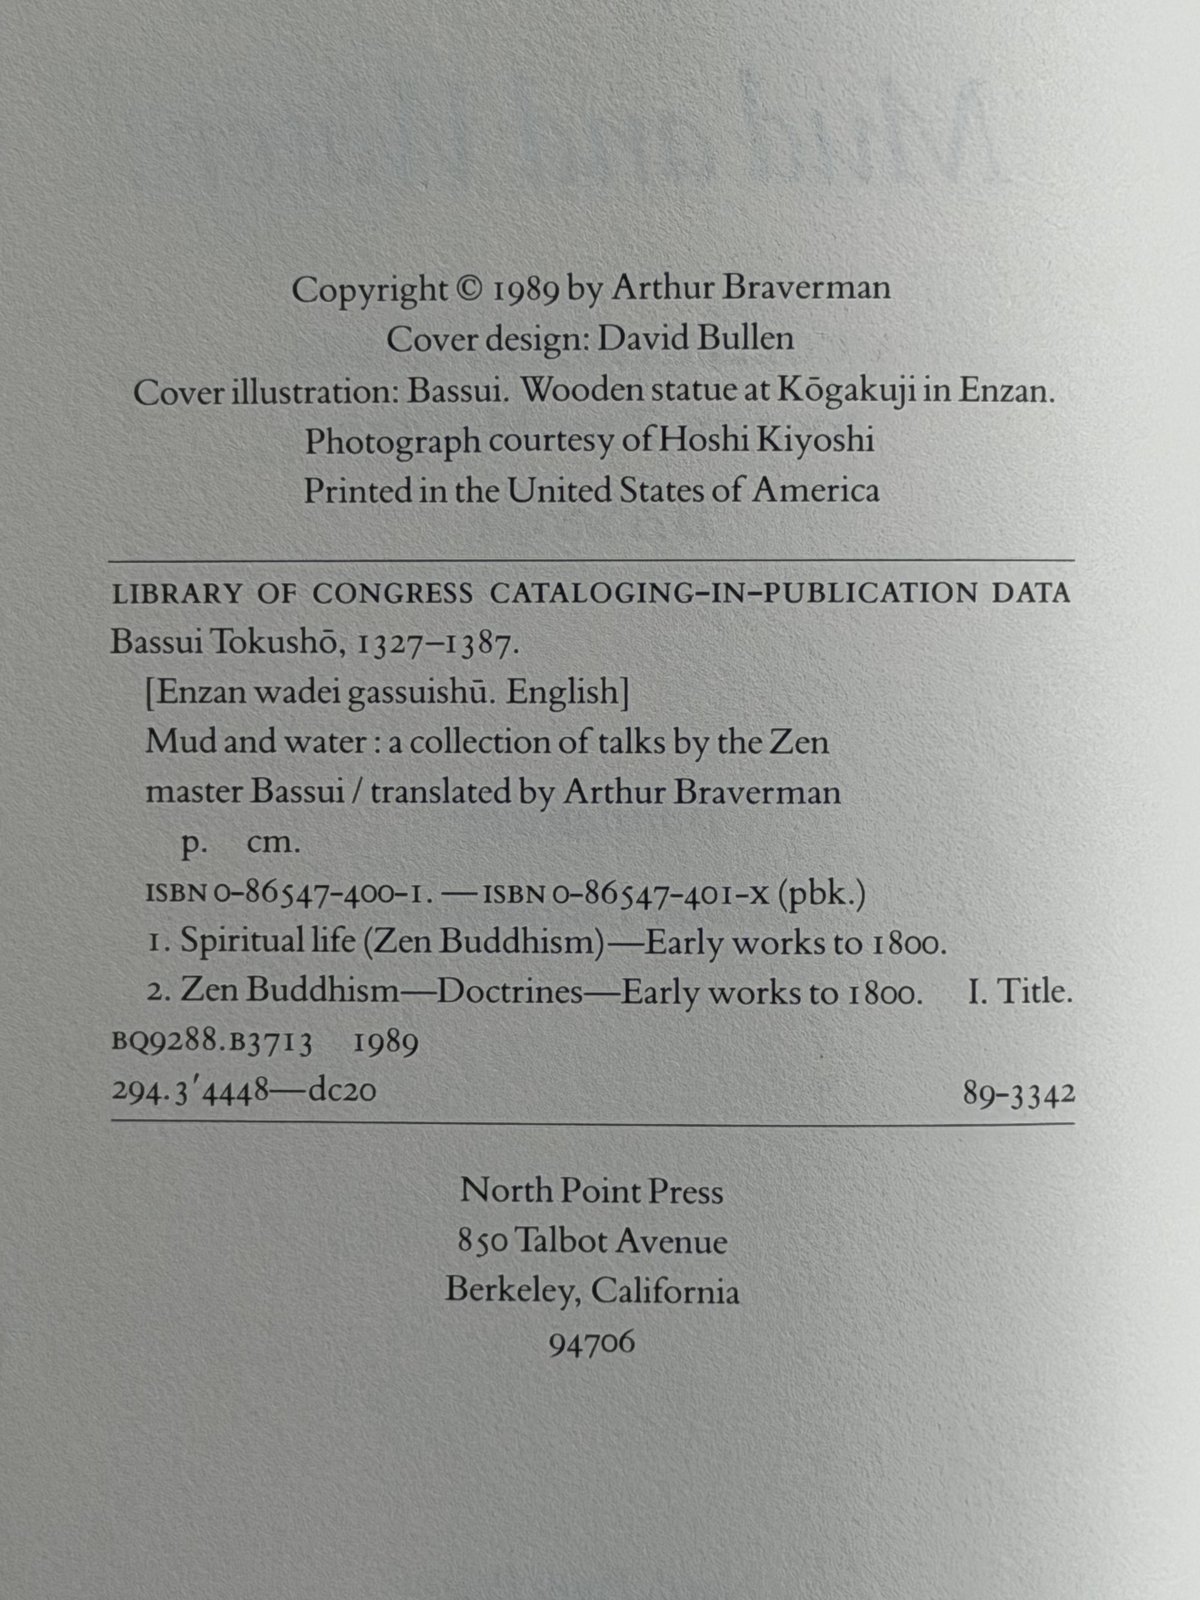 Copyright © 1989 by Arthur Braverman
Cover design: David Bullen
Cover illustration: Bassui. Wooden statue at Kōgakuji in Enzan.
Photograph courtesy of Hoshi Kiyoshi
Printed in the United States of America
LIBRARY OF CONGRESS CATALOGING-IN-PUBLICATION DATA
Bassui Tokushō, 1327–1387.
[Enzan wadei gassuishū. English]
Mud and water : a collection of talks by the Zen
master Bassui / translated by Arthur Braverman
p. cm.
ISBN 0-86547-400-1. — ISBN 0-86547-401-X (pbk.)
1. Spiritual life (Zen Buddhism)—Early works to 1800.
2. Zen Buddhism—Doctrines—Early works to 1800. I. Title.
BQ9288.B3713 1989
294.3'4448—dc20 89-3342
North Point Press
850 Talbot Avenue
Berkeley, California
94706